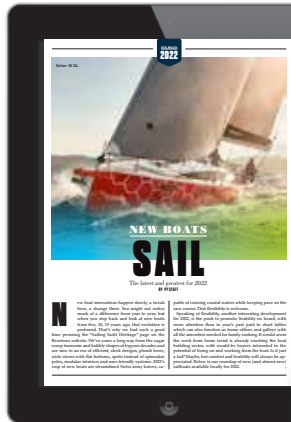 2022
NEW BOATS
SAIL
The latest and greatest for 2022
BY PT STAFF
New boat innovations happen slowly; a tweak
here, a change there. You might not notice
much of a difference from year to year, but
when you step back and look at new boats
from five, 10, 15 years ago, that evolution is
profound. That's why we had such a good
time perusing the "Sailing Yacht Heritage" page on the
Beneteau website. We've come a long way from the sugar
scoop transoms and bubbly shapes of bygone decades and
are now in an era of efficient, sleek designs, plumb bows,
wide sterns with flat bottoms, sprits instead of spinnaker
poles, modular interiors and user-friendly systems. 2022's
crop of new boats are streamlined Swiss army knives, ca-
pable of cruising coastal waters while keeping pace on the
race course. That flexibility is welcome.
Speaking of flexibility, another interesting development
for 2022, is the push to promote flexibility on board, with
more attention than in year's past paid to chart tables
which can also function as home offices and galleys with
all the amenities needed for family cooking. It would seem
the work from home trend is already reaching the boat
building sector, with would-be buyers interested in the
potential of living on and working from the boat. Is it just
a fad? Maybe, but comfort and flexibility will always be ap-
preciated. Below is our roundup of new (and almost new)
sailboats available locally for 2022.